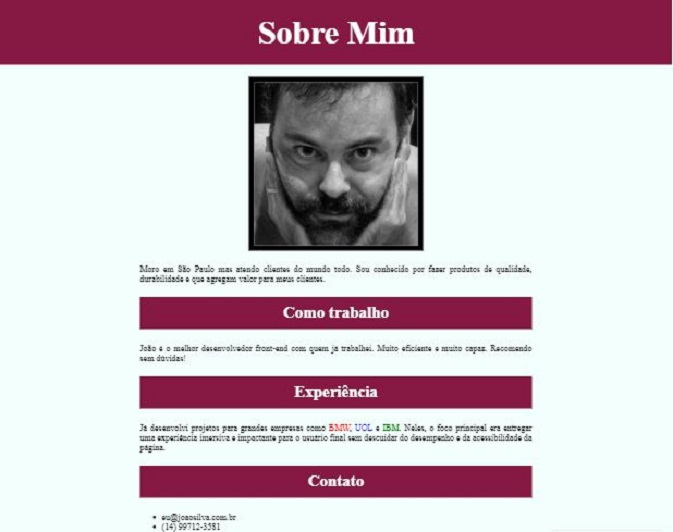 Sobre Mim
Moro em São Paulo mas atendo clientes do mundo todo. Sou conhecido por fazer produtos de qualidade,
durabilidade e que agregam valor para meus clientes.
Como trabalho
João é o melhor desenvolvedor front-end com quem já trabalhei. Muito eficiente e muito capaz. Recomendo
sem dúvidas!
Experiência
Já desenvolvi projetos para grandes empresas como BMW, UOL e IBM. Neles, o foco principal era entregar
uma experiência imersiva e impactante para o usuário final sem descuidar do desempenho e da acessibilidade da
página.
Contato
eu@joaosilva.com.br
(14) 99712-3581